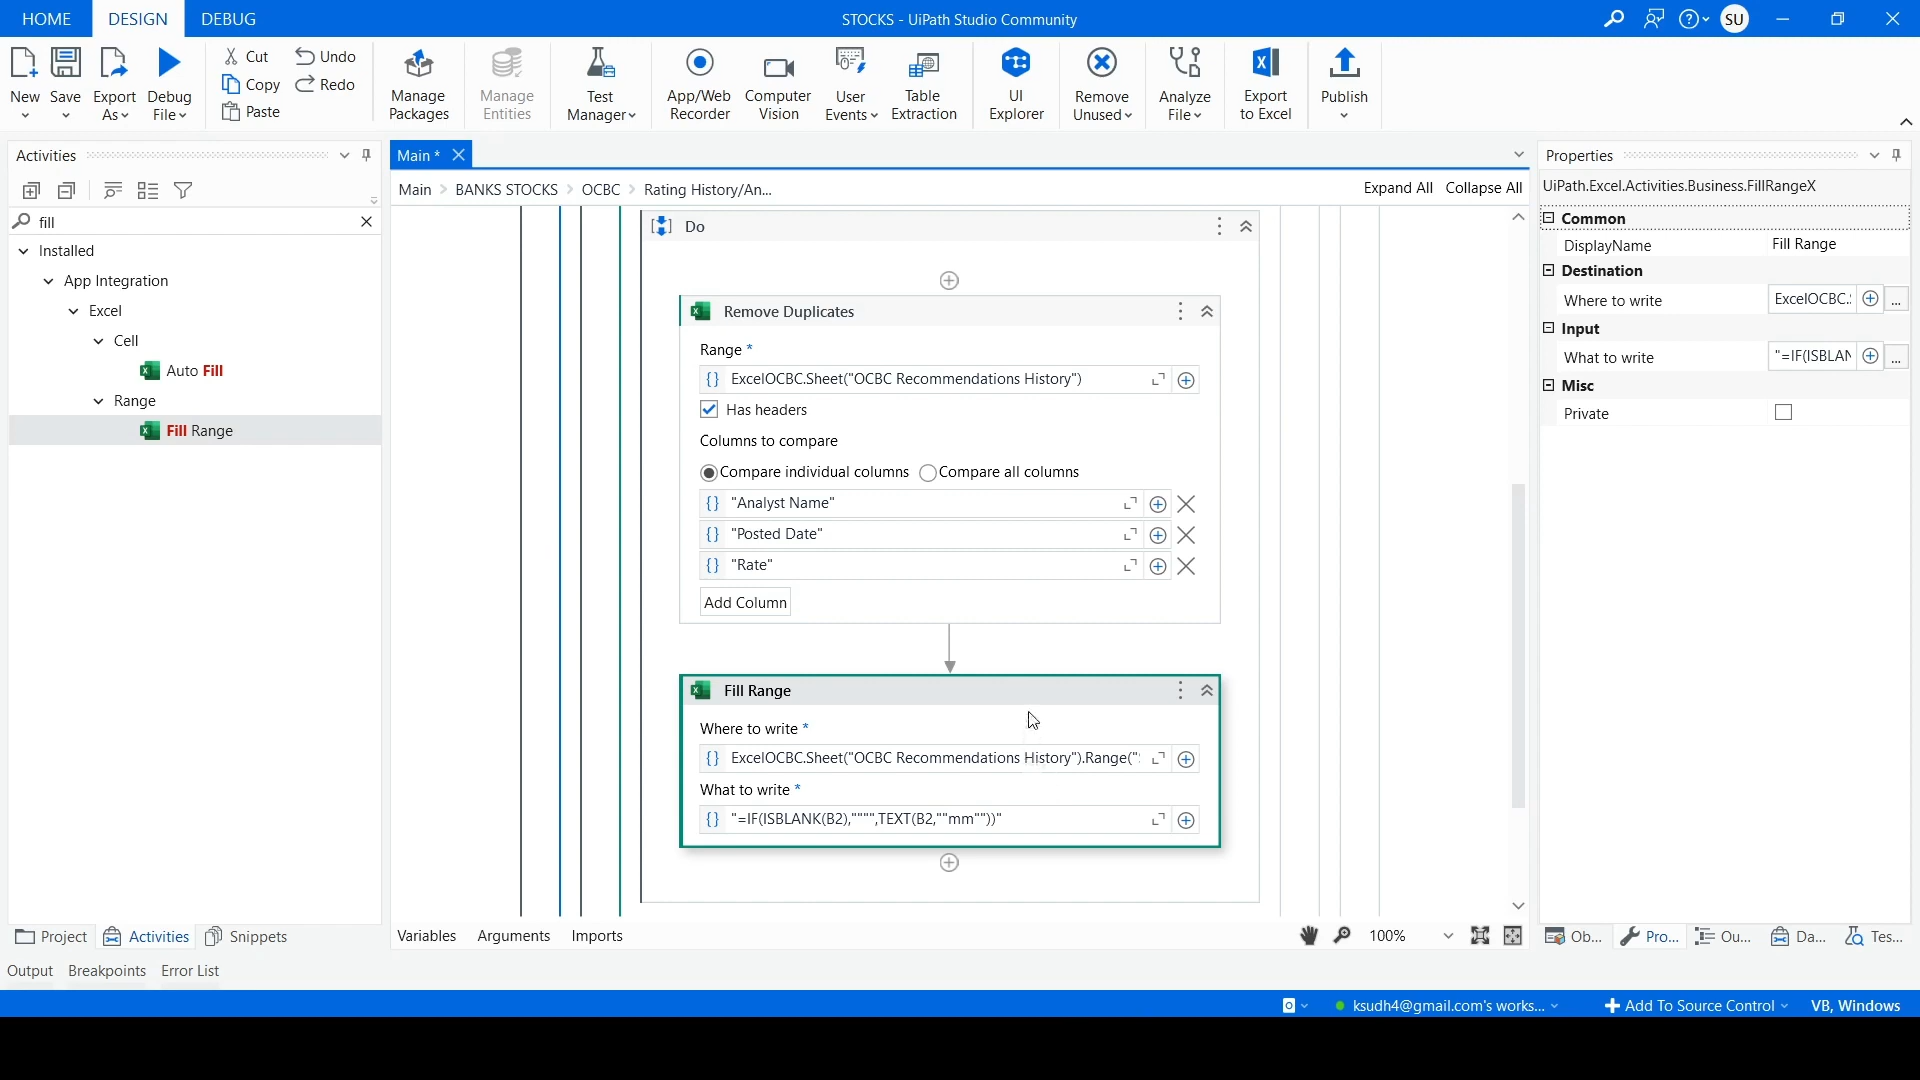 HOME DESIGN DEBUG
STOCKS - UiPath Studio Community
SU
New
Save
Export As
Debug File
Cut
Copy
Paste
Undo
Redo
Manage Packages
Manage Entities
Test Manager
App/Web Recorder
Computer Vision
User Events
Table Extraction
UI Explorer
Remove Unused
Analyze File
Export to Excel
Publish
Activities
fill
Installed
App Integration
Excel
Cell
Auto Fill
Range
Fill Range
Project Activities Snippets
Main *
Main > BANKS STOCKS > OCBC > Rating History/An...
Expand All Collapse All
Do
Remove Duplicates
Range *
{} ExcelOCBC.Sheet("OCBC Recommendations History")
Has headers
Columns to compare
Compare individual columns Compare all columns
{} "Analyst Name"
{} "Posted Date"
{} "Rate"
Add Column
Fill Range
Where to write *
{} ExcelOCBC.Sheet("OCBC Recommendations History").Range("
What to write *
{} "=IF(ISBLANK(B2),"""",TEXT(B2,""mm""))"
Variables Arguments Imports
100%
Properties
UiPath.Excel.Activities.Business.FillRangeX
Common
DisplayName Fill Range
Destination
Where to write ExcelOCBC. ...
Input
What to write "=IF(ISBLAN ...
Misc
Private
Ob... Pro... Ou... Da... Tes...
Output Breakpoints Error List
ksudh4@gmail.com's works... Add To Source Control VB, Windows